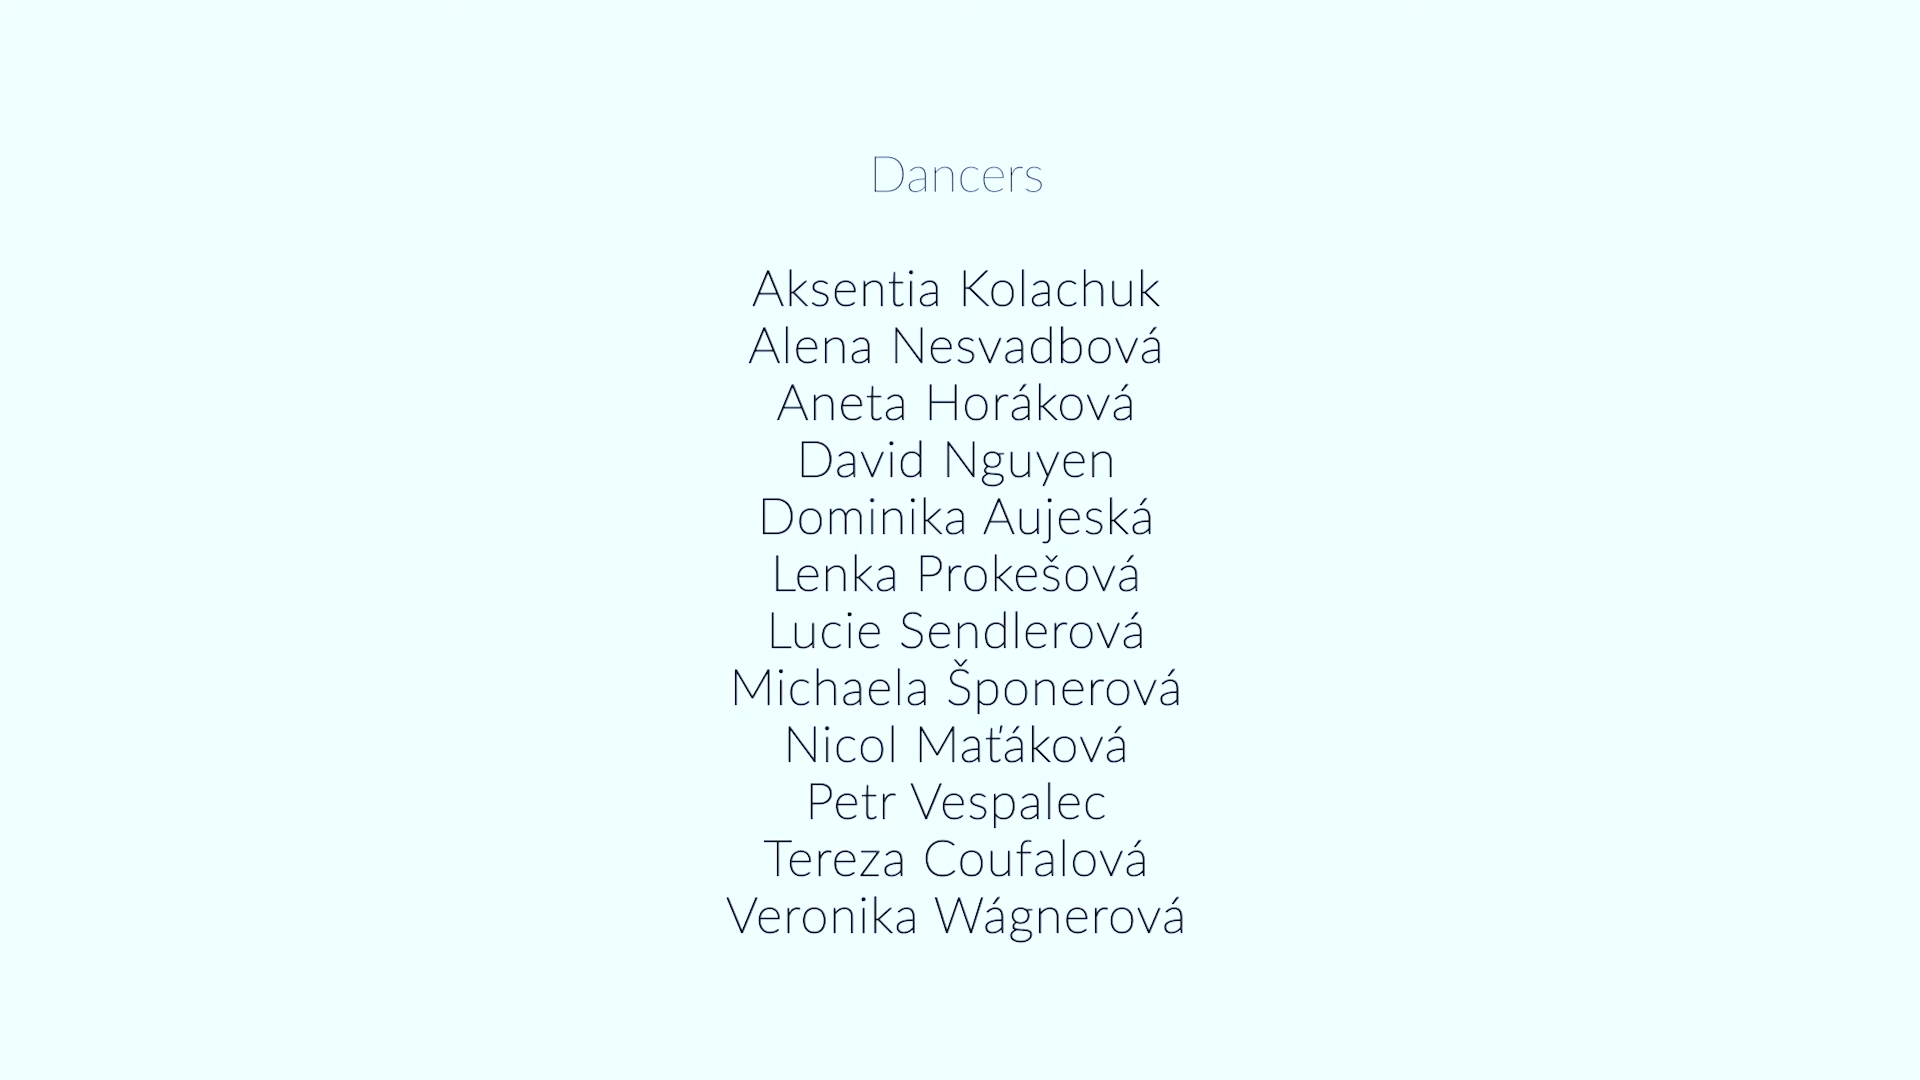 Dancers
Aksentia Kolachuk
Alena Nesvadbová
Aneta Horáková
David Nguyen
Dominika Aujeská
Lenka Prokešová
Lucie Sendlerová
Michaela Šponerová
Nicol Maťáková
Petr Vespalec
Tereza Coufalová
Veronika Wágnerová